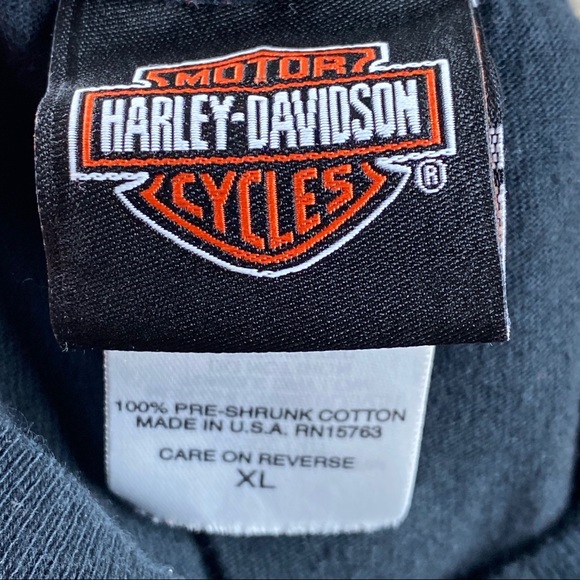 MOTOR
HARLEY-DAVIDSON
CYCLES
®
100% PRE-SHRUNK COTTON
MADE IN U.S.A. RN15763
CARE ON REVERSE
XL